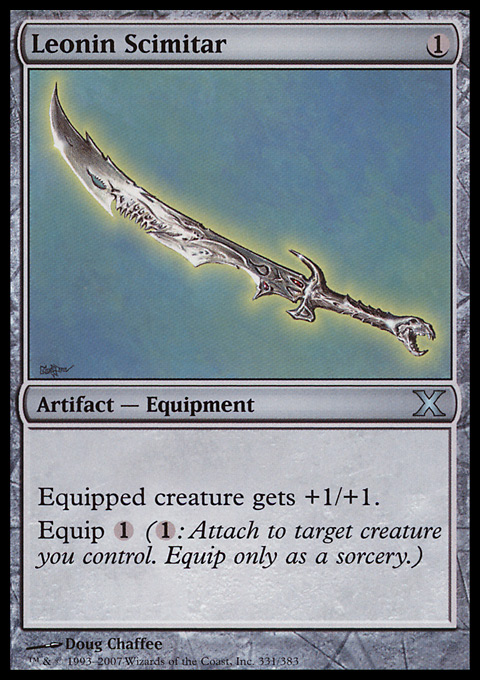 Leonin Scimitar 1
Artifact — Equipment X
Equipped creature gets +1/+1.
Equip 1 (1: Attach to target creature
you control. Equip only as a sorcery.)
Doug Chaffee
™ & © 1993–2007 Wizards of the Coast, Inc. 331/383